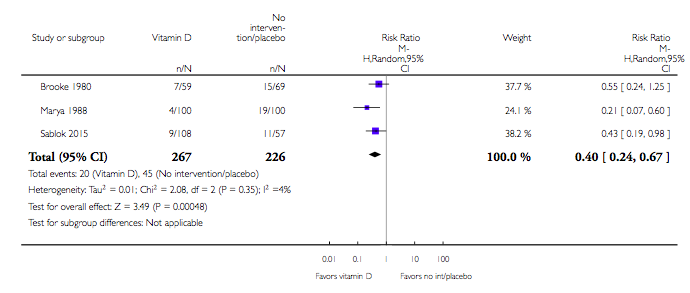 Study or subgroup Vitamin D No interven-tion/placebo Risk Ratio Weight Risk Ratio
M-H,Random,95% CI M-H,Random,95% CI
n/N n/N
Brooke 1980 7/59 15/69 37.7 % 0.55 [ 0.24, 1.25 ]
Marya 1988 4/100 19/100 24.1 % 0.21 [ 0.07, 0.60 ]
Sablok 2015 9/108 11/57 38.2 % 0.43 [ 0.19, 0.98 ]
Total (95% CI) 267 226 100.0 % 0.40 [ 0.24, 0.67 ]
Total events: 20 (Vitamin D), 45 (No intervention/placebo)
Heterogeneity: Tau² = 0.01; Chi² = 2.08, df = 2 (P = 0.35); I² =4%
Test for overall effect: Z = 3.49 (P = 0.00048)
Test for subgroup differences: Not applicable
0.01 0.1 1 10 100
Favors vitamin D Favors no int/placebo